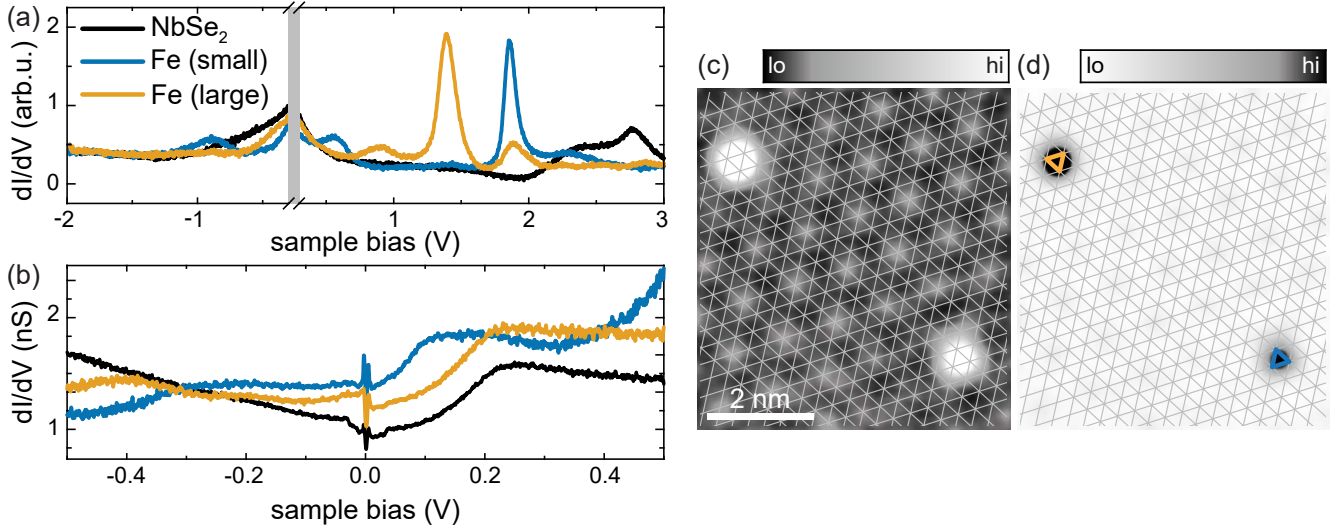 (a)
NbSe₂
Fe (small)
Fe (large)
dI/dV (arb.u.)
2
1
0
-2 -1 1 2 3
sample bias (V)
(b)
dI/dV (nS)
2
1
-0.4 -0.2 0.0 0.2 0.4
sample bias (V)
(c)
lo hi
2 nm
(d)
lo hi